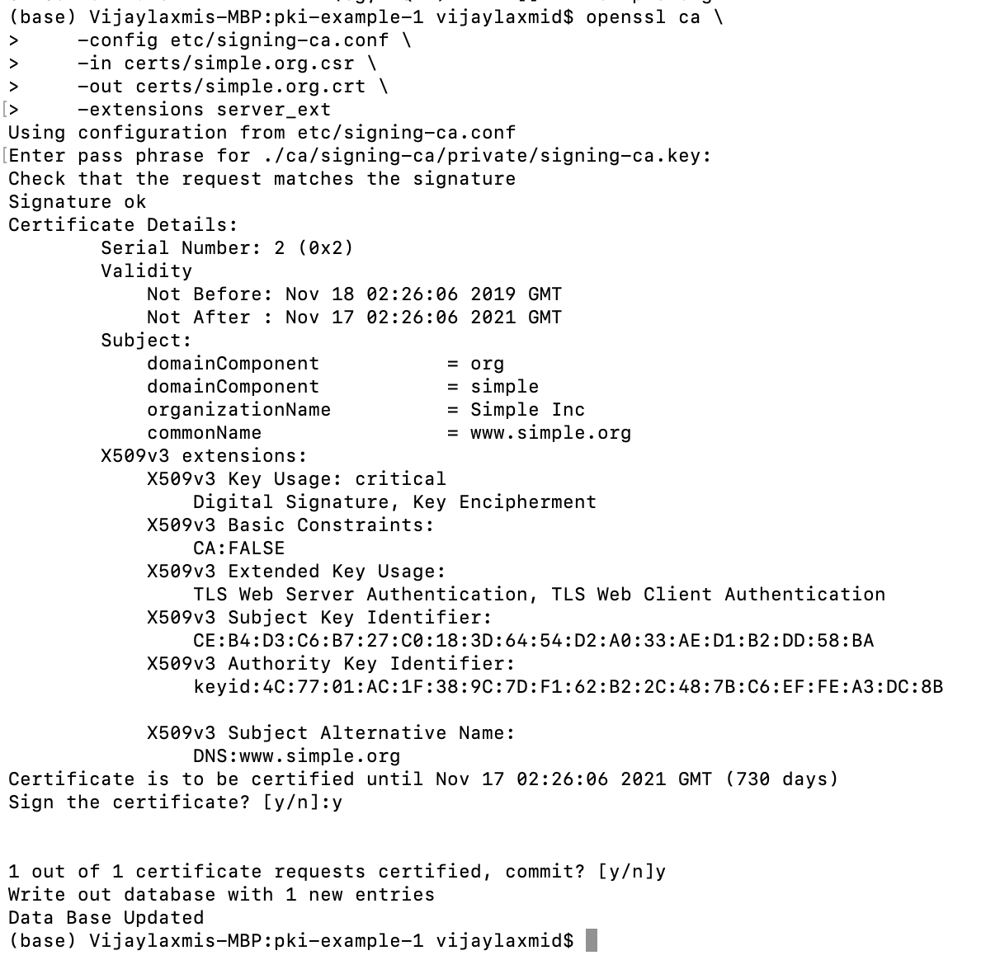 (base) Vijaylaxmis-MBP:pki-example-1 vijaylaxmid$ openssl ca \
>     -config etc/signing-ca.conf \
>     -in certs/simple.org.csr \
>     -out certs/simple.org.crt \
[>     -extensions server_ext
Using configuration from etc/signing-ca.conf
[Enter pass phrase for ./ca/signing-ca/private/signing-ca.key:
Check that the request matches the signature
Signature ok
Certificate Details:
        Serial Number: 2 (0x2)
        Validity
            Not Before: Nov 18 02:26:06 2019 GMT
            Not After : Nov 17 02:26:06 2021 GMT
        Subject:
            domainComponent           = org
            domainComponent           = simple
            organizationName          = Simple Inc
            commonName                = www.simple.org
        X509v3 extensions:
            X509v3 Key Usage: critical
                Digital Signature, Key Encipherment
            X509v3 Basic Constraints:
                CA:FALSE
            X509v3 Extended Key Usage:
                TLS Web Server Authentication, TLS Web Client Authentication
            X509v3 Subject Key Identifier:
                CE:B4:D3:C6:B7:27:C0:18:3D:64:54:D2:A0:33:AE:D1:B2:DD:58:BA
            X509v3 Authority Key Identifier:
                keyid:4C:77:01:AC:1F:38:9C:7D:F1:62:B2:2C:48:7B:C6:EF:FE:A3:DC:8B
            X509v3 Subject Alternative Name:
                DNS:www.simple.org
Certificate is to be certified until Nov 17 02:26:06 2021 GMT (730 days)
Sign the certificate? [y/n]:y
1 out of 1 certificate requests certified, commit? [y/n]y
Write out database with 1 new entries
Data Base Updated
(base) Vijaylaxmis-MBP:pki-example-1 vijaylaxmid$